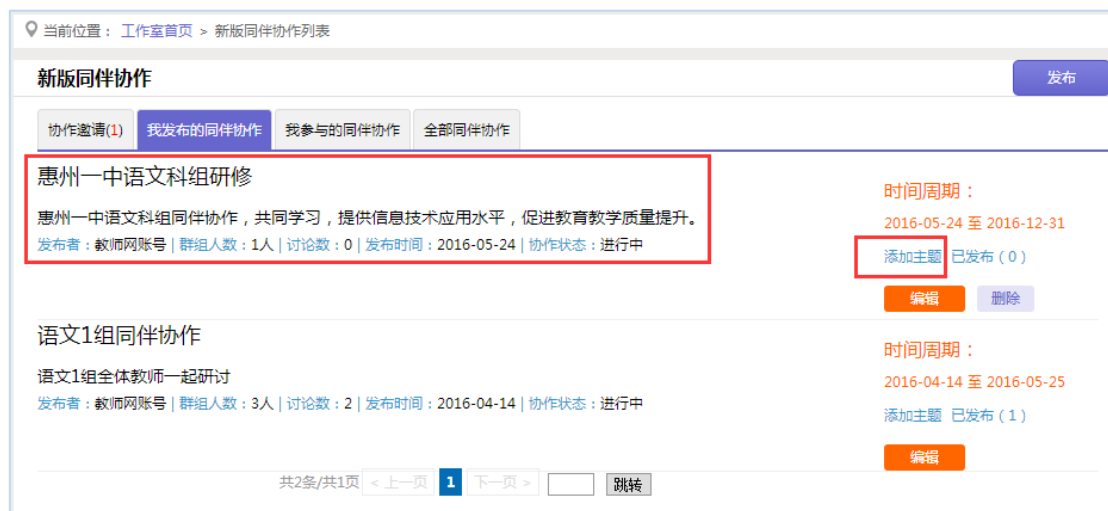 当前位置： 工作室首页 > 新版同伴协作列表
新版同伴协作
发布
协作邀请(1) 我发布的同伴协作 我参与的同伴协作 全部同伴协作
惠州一中语文科组研修
惠州一中语文科组同伴协作，共同学习，提供信息技术应用水平，促进教育教学质量提升。
发布者：教师网账号 | 群组人数：1人 | 讨论数：0 | 发布时间：2016-05-24 | 协作状态：进行中
时间周期：
2016-05-24 至 2016-12-31
添加主题 已发布（0）
编辑 删除
语文1组同伴协作
语文1组全体教师一起研讨
发布者：教师网账号 | 群组人数：3人 | 讨论数：2 | 发布时间：2016-04-14 | 协作状态：进行中
时间周期：
2016-04-14 至 2016-05-25
添加主题 已发布（1）
编辑
共2条/共1页 < 上一页 1 下一页 > 跳转